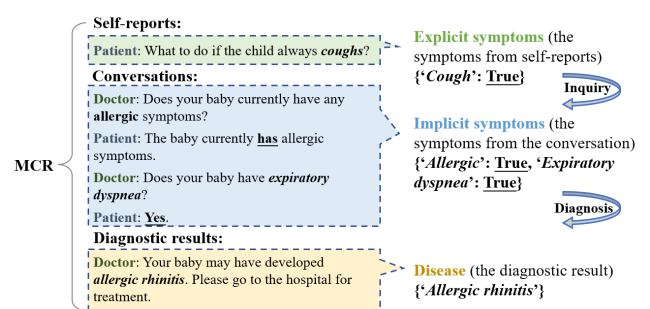 Self-reports:
Patient: What to do if the child always coughs?
Conversations:
Doctor: Does your baby currently have any
allergic symptoms?
Patient: The baby currently has allergic
symptoms.
Doctor: Does your baby have expiratory
dyspnea?
Patient: Yes.
Diagnostic results:
Doctor: Your baby may have developed
allergic rhinitis. Please go to the hospital for
treatment.
MCR
Explicit symptoms (the
symptoms from self-reports)
{‘Cough’: True}
Inquiry
Implicit symptoms (the
symptoms from the conversation)
{‘Allergic’: True, ‘Expiratory
dyspnea’: True}
Diagnosis
Disease (the diagnostic result)
{‘Allergic rhinitis’}